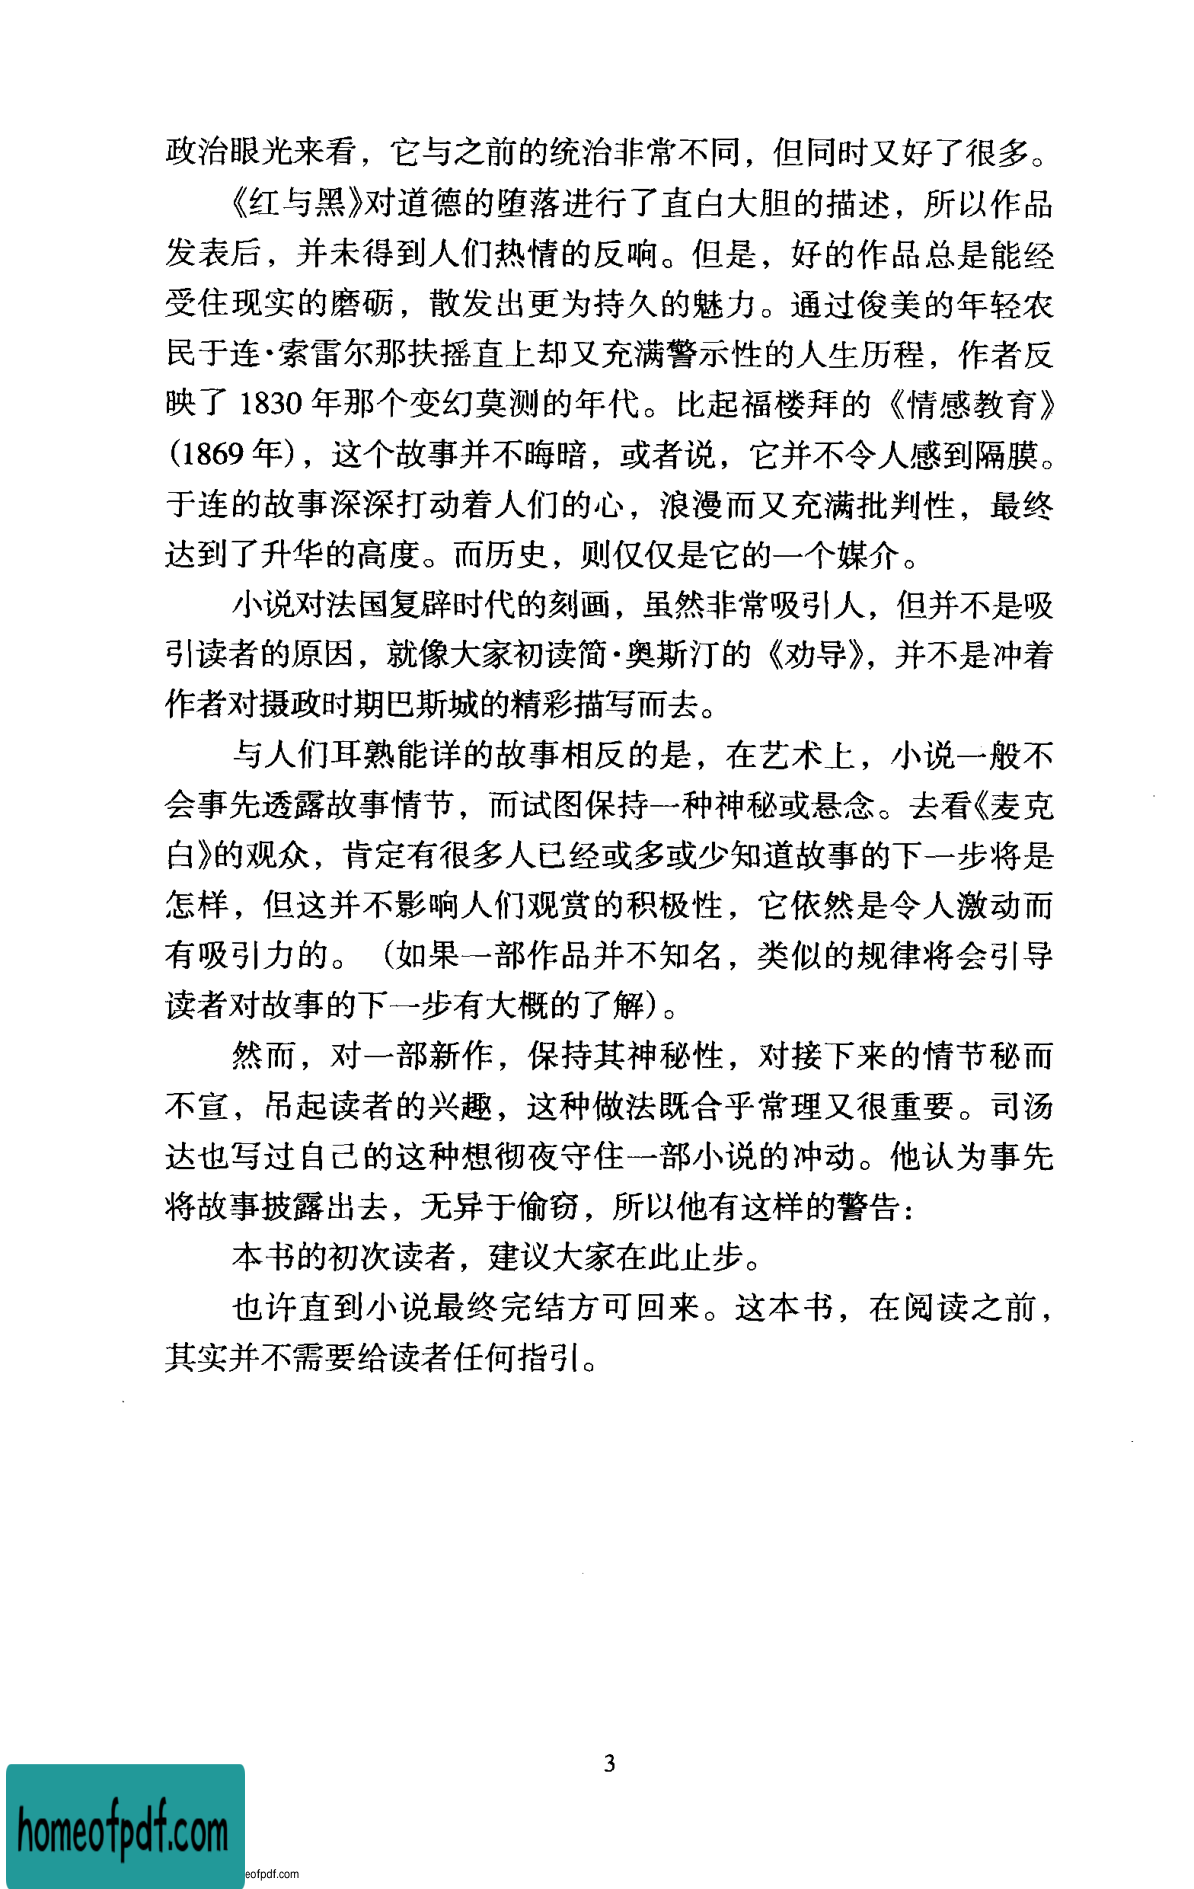 政治眼光来看，它与之前的统治非常不同，但同时又好了很多。
《红与黑》对道德的堕落进行了直白大胆的描述，所以作品
发表后，并未得到人们热情的反响。但是，好的作品总是能经
受住现实的磨砺，散发出更为持久的魅力。通过俊美的年轻农
民于连·索雷尔那扶摇直上却又充满警示性的人生历程，作者反
映了 1830 年那个变幻莫测的年代。比起福楼拜的《情感教育》
(1869 年)，这个故事并不晦暗，或者说，它并不令人感到隔膜。
于连的故事深深打动着人们的心，浪漫而又充满批判性，最终
达到了升华的高度。而历史，则仅仅是它的一个媒介。
小说对法国复辟时代的刻画，虽然非常吸引人，但并不是吸
引读者的原因，就像大家初读简·奥斯汀的《劝导》，并不是冲着
作者对摄政时期巴斯城的精彩描写而去。
与人们耳熟能详的故事相反的是，在艺术上，小说一般不
会事先透露故事情节，而试图保持一种神秘或悬念。去看《麦克
白》的观众，肯定有很多人已经或多或少知道故事的下一步将是
怎样，但这并不影响人们观赏的积极性，它依然是令人激动而
有吸引力的。（如果一部作品并不知名，类似的规律将会引导
读者对故事的下一步有大概的了解）。
然而，对一部新作，保持其神秘性，对接下来的情节秘而
不宣，吊起读者的兴趣，这种做法既合乎常理又很重要。司汤
达也写过自己的这种想彻夜守住一部小说的冲动。他认为事先
将故事披露出去，无异于偷窃，所以他有这样的警告：
本书的初次读者，建议大家在此止步。
也许直到小说最终完结方可回来。这本书，在阅读之前，
其实并不需要给读者任何指引。
3
homeofpdf.com
eofpdf.com